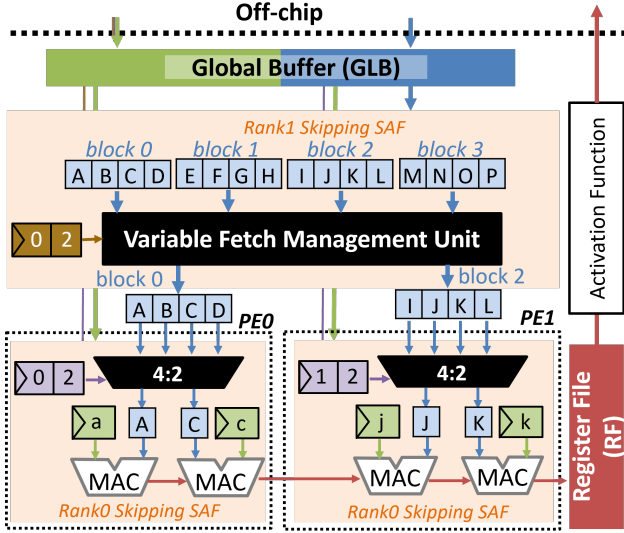 Off-chip
Global Buffer (GLB)
Rank1 Skipping SAF
block 0 block 1 block 2 block 3
A B C D E F G H I J K L M N O P
0 2 Variable Fetch Management Unit
block 0 block 2
A B C D I J K L
PE0 PE1
0 2 4:2 1 2 4:2
a A C c j J K k
MAC MAC MAC MAC
Rank0 Skipping SAF Rank0 Skipping SAF
Activation Function
Register File
(RF)